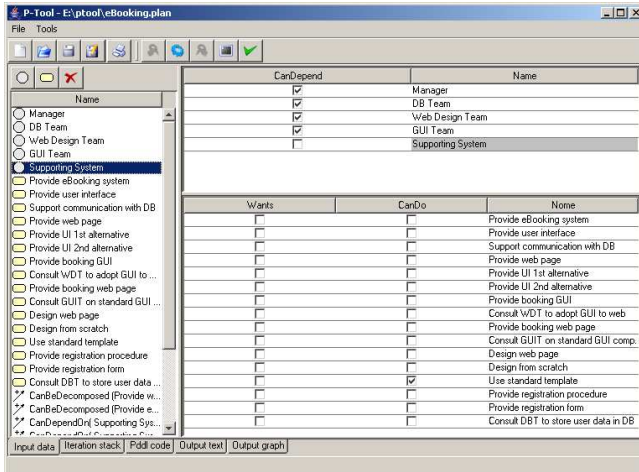 P-Tool - E:\ptool\eBooking.plan
File Tools
Name
Manager
DB Team
Web Design Team
GUI Team
Supporting System
Provide eBooking system
Provide user interface
Support communication with DB
Provide web page
Provide UI 1st alternative
Provide UI 2nd alternative
Provide booking GUI
Consult WDT to adopt GUI to ...
Provide booking web page
Consult GUIT on standard GUI ...
Design web page
Design from scratch
Use standard template
Provide registration procedure
Provide registration form
Consult DBT to store user data ...
CanBeDecomposed (Provide w...
CanBeDecomposed (Provide e...
CanDependOn( Supporting Sys...
CanDepend Name
Manager
DB Team
Web Design Team
GUI Team
Supporting System
Wants CanDo Nome
Provide eBooking system
Provide user interface
Support communication with DB
Provide web page
Provide UI 1st alternative
Provide UI 2nd alternative
Provide booking GUI
Consult WDT to adopt GUI to web
Provide booking web page
Consult GUIT on standard GUI comp.
Design web page
Design from scratch
Use standard template
Provide registration procedure
Provide registration form
Consult DBT to store user data in DB
Input data Iteration stack Pddl code Output text Output graph